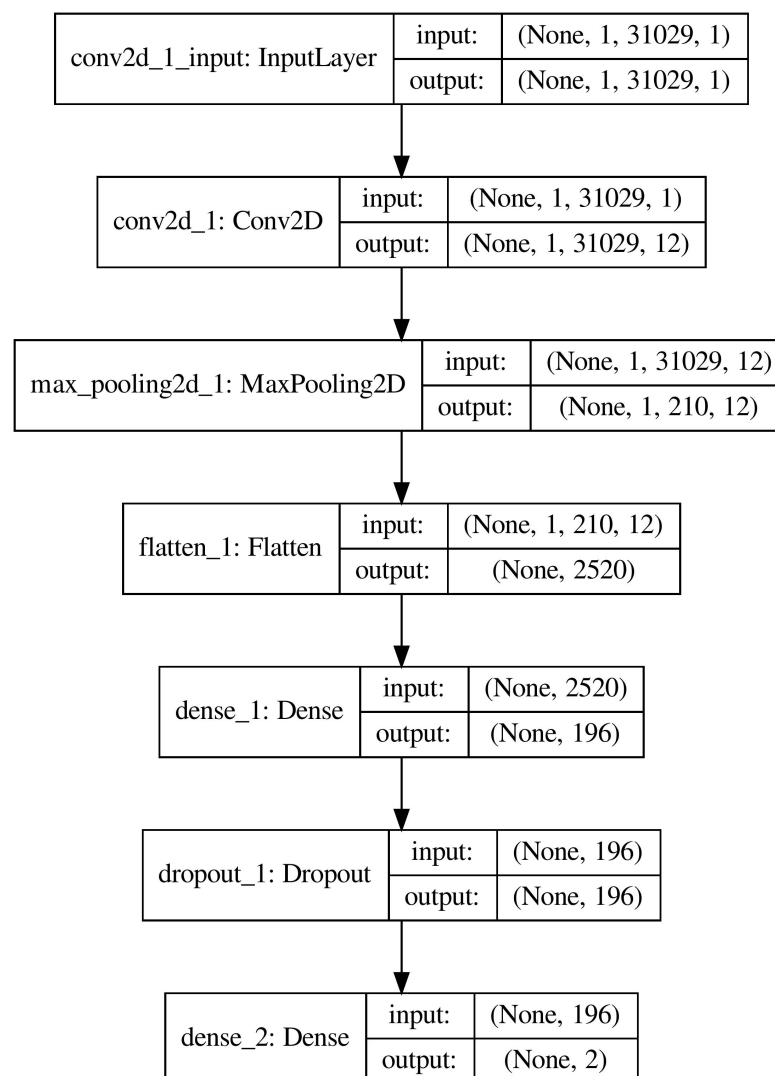 conv2d_1_input: InputLayer
input: (None, 1, 31029, 1)
output: (None, 1, 31029, 1)
conv2d_1: Conv2D
input: (None, 1, 31029, 1)
output: (None, 1, 31029, 12)
max_pooling2d_1: MaxPooling2D
input: (None, 1, 31029, 12)
output: (None, 1, 210, 12)
flatten_1: Flatten
input: (None, 1, 210, 12)
output: (None, 2520)
dense_1: Dense
input: (None, 2520)
output: (None, 196)
dropout_1: Dropout
input: (None, 196)
output: (None, 196)
dense_2: Dense
input: (None, 196)
output: (None, 2)